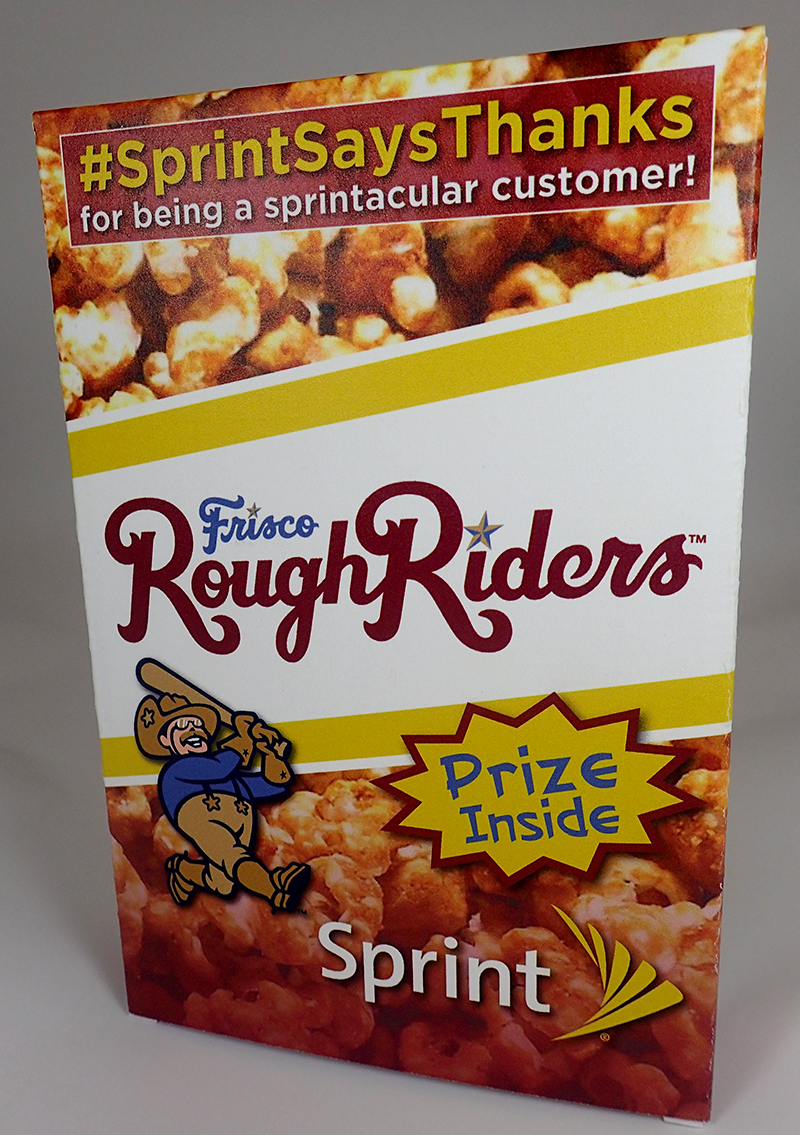 #SprintSaysThanks
for being a sprintacular customer!
Frisco
RoughRiders™
Prize
Inside
Sprint
®